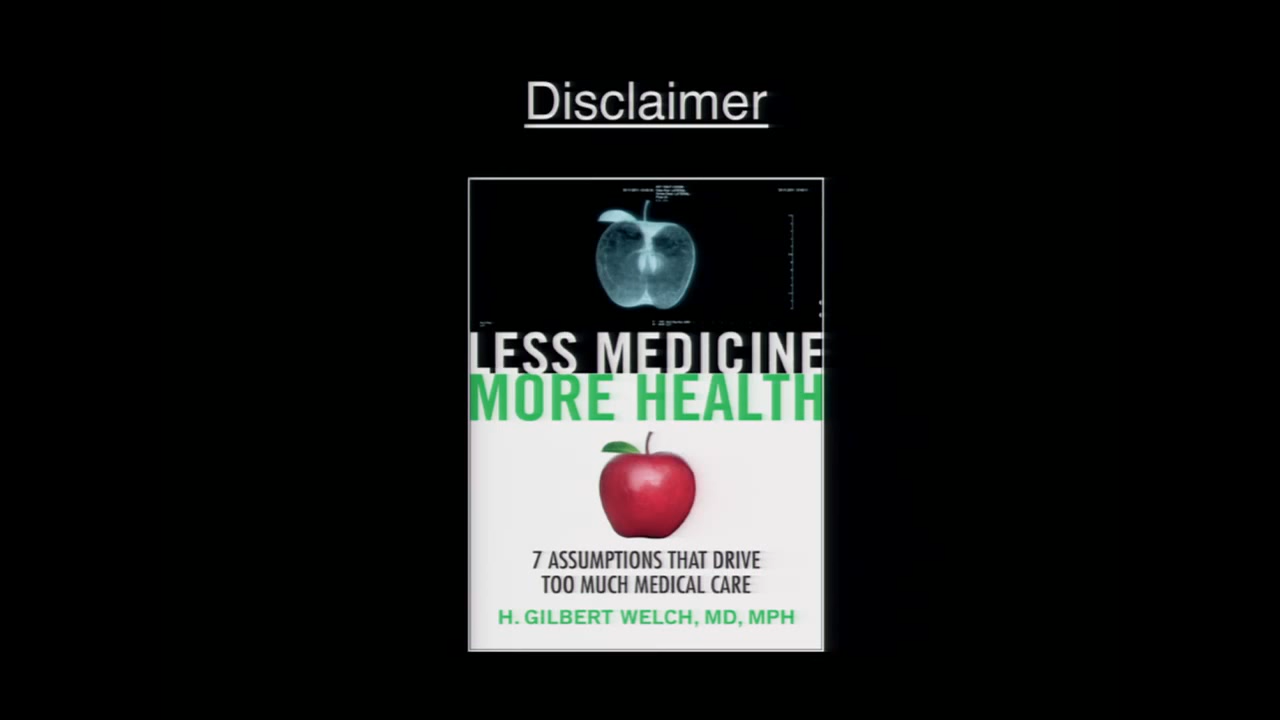 Disclaimer
LESS MEDICINE
MORE HEALTH
7 ASSUMPTIONS THAT DRIVE
TOO MUCH MEDICAL CARE
H. GILBERT WELCH, MD, MPH